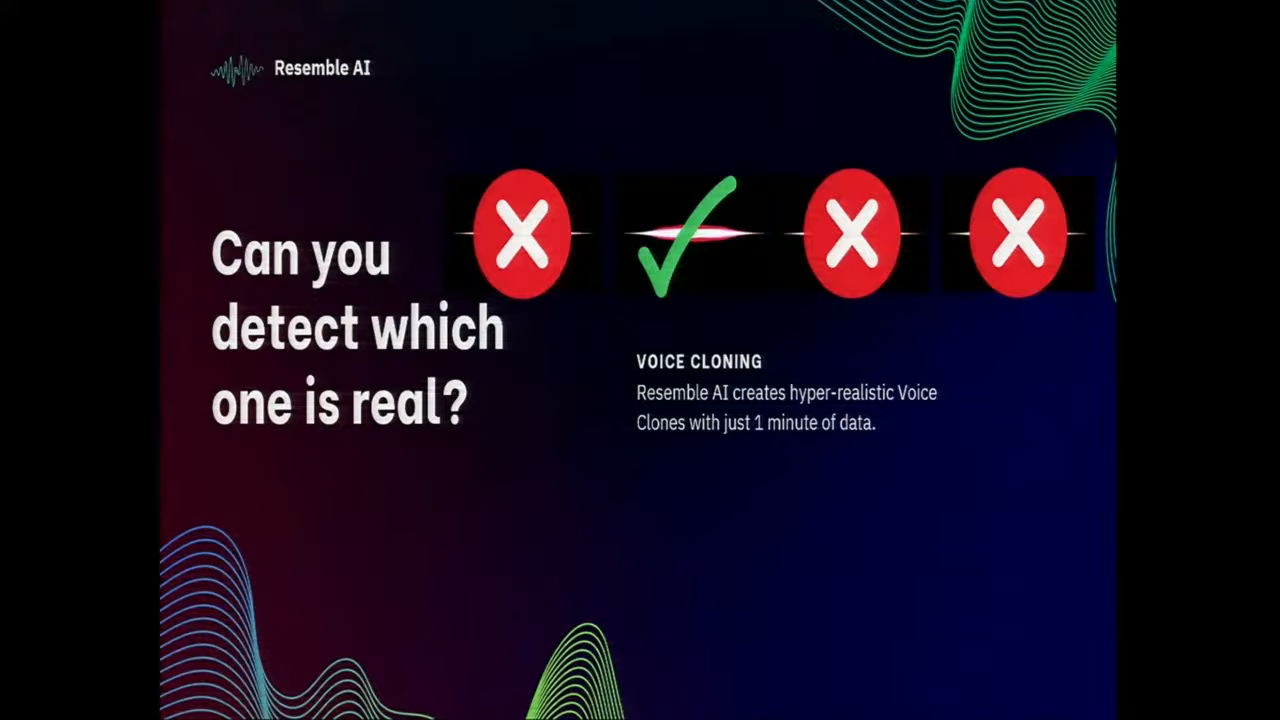 Resemble AI
Can you
detect which
one is real?
VOICE CLONING
Resemble AI creates hyper-realistic Voice
Clones with just 1 minute of data.